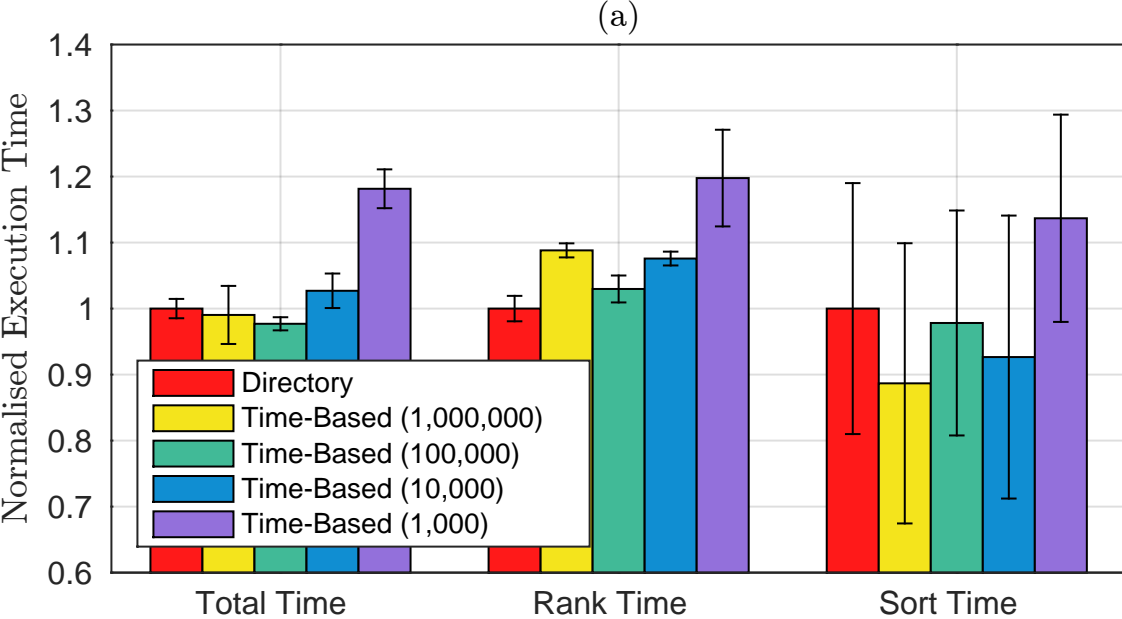 (a)
Normalised Execution Time
1.4
1.3
1.2
1.1
1
0.9
0.8
0.7
0.6
Directory
Time-Based (1,000,000)
Time-Based (100,000)
Time-Based (10,000)
Time-Based (1,000)
Total Time
Rank Time
Sort Time